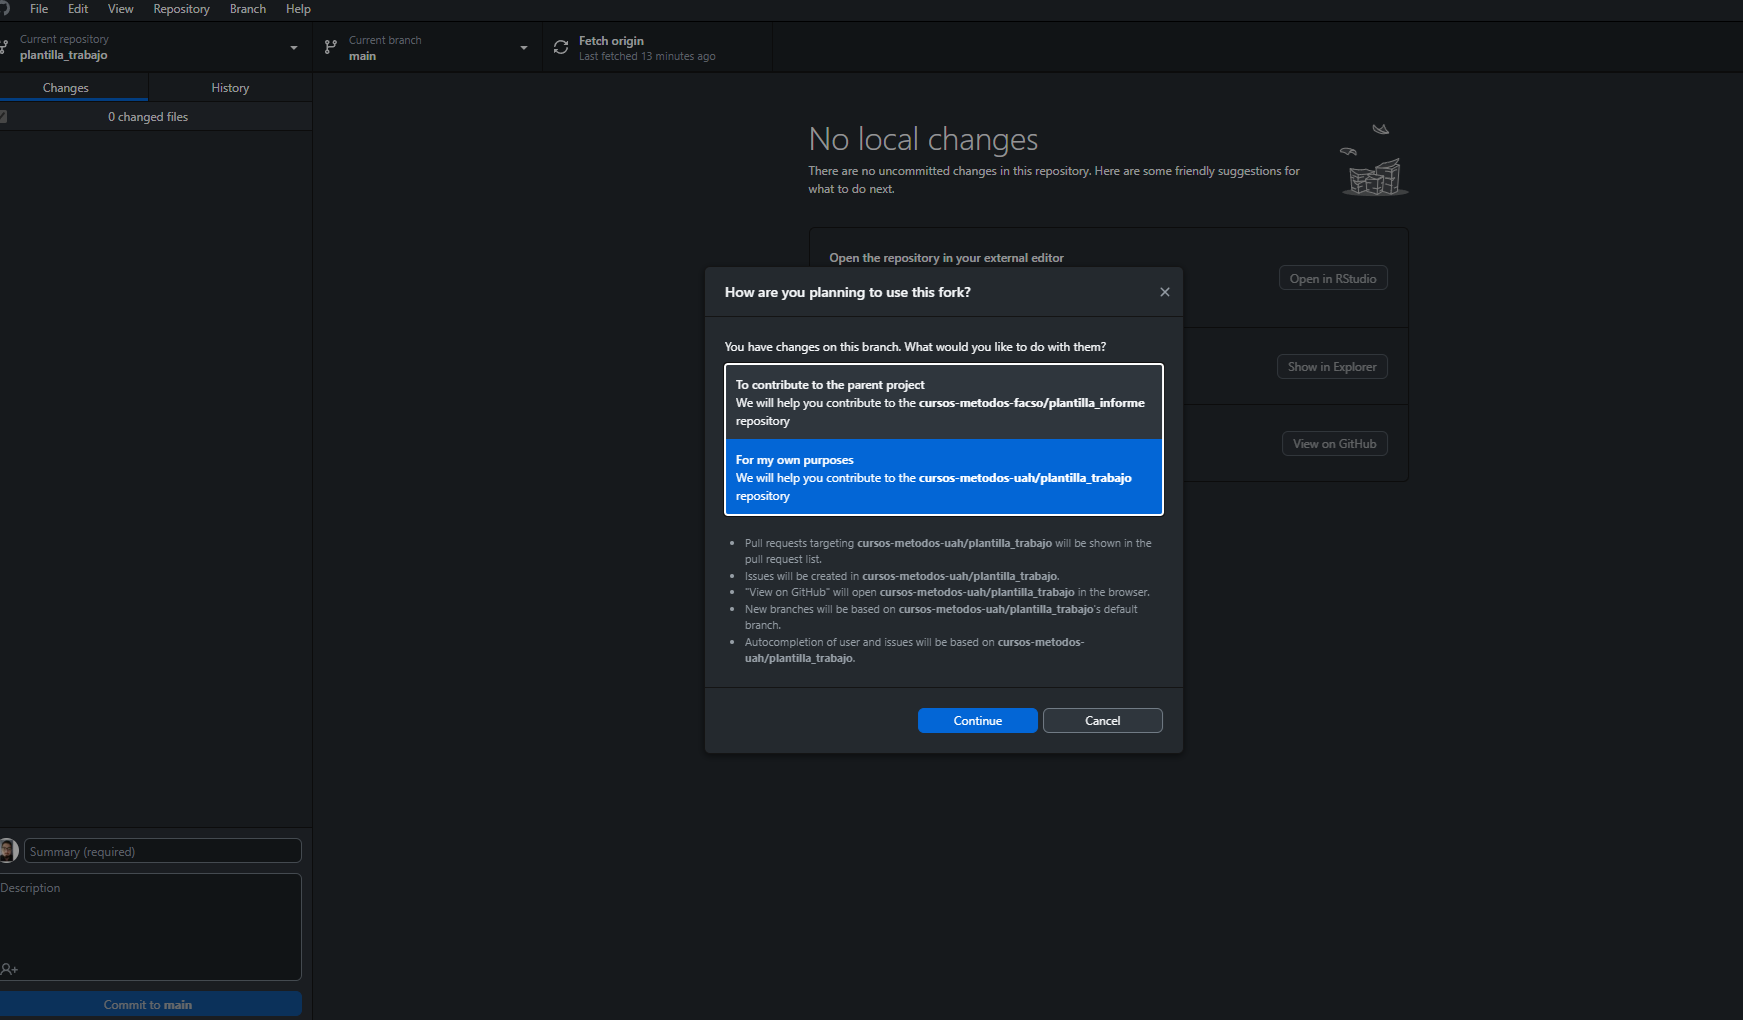 File Edit View Repository Branch Help
Current repository
plantilla_trabajo
Current branch
main
Fetch origin
Last fetched 13 minutes ago
Changes History
0 changed files
No local changes
There are no uncommitted changes in this repository. Here are some friendly suggestions for
what to do next.
Open the repository in your external editor
Open in RStudio
How are you planning to use this fork?
You have changes on this branch. What would you like to do with them?
Show in Explorer
To contribute to the parent project
We will help you contribute to the cursos-metodos-facso/plantilla_informe
repository
View on GitHub
For my own purposes
We will help you contribute to the cursos-metodos-uah/plantilla_trabajo
repository
• Pull requests targeting cursos-metodos-uah/plantilla_trabajo will be shown in the
pull request list.
• Issues will be created in cursos-metodos-uah/plantilla_trabajo.
• "View on GitHub" will open cursos-metodos-uah/plantilla_trabajo in the browser.
• New branches will be based on cursos-metodos-uah/plantilla_trabajo's default
branch.
• Autocompletion of user and issues will be based on cursos-metodos-
uah/plantilla_trabajo.
Continue Cancel
Summary (required)
Description
Commit to main